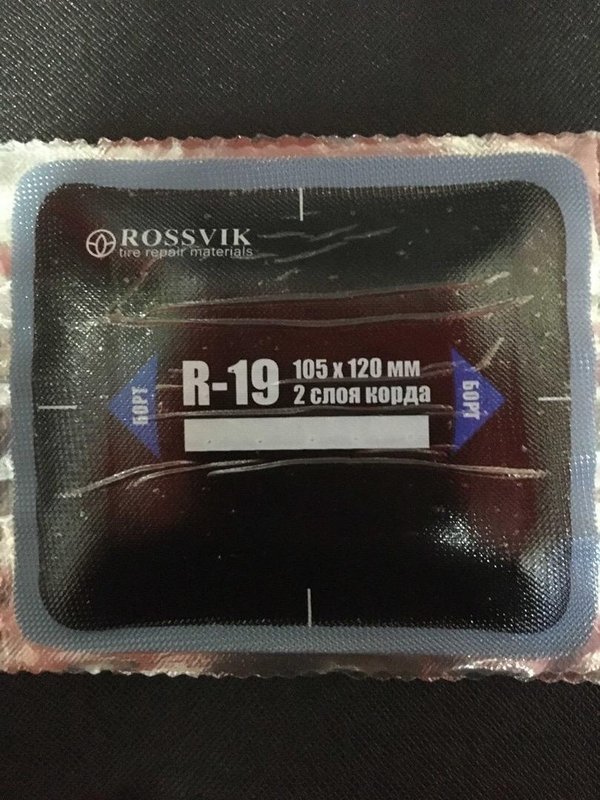 ROSSVIK
tire repair materials
R-19
105 x 120 мм
2 слоя корда
БОРТ
БОРТ